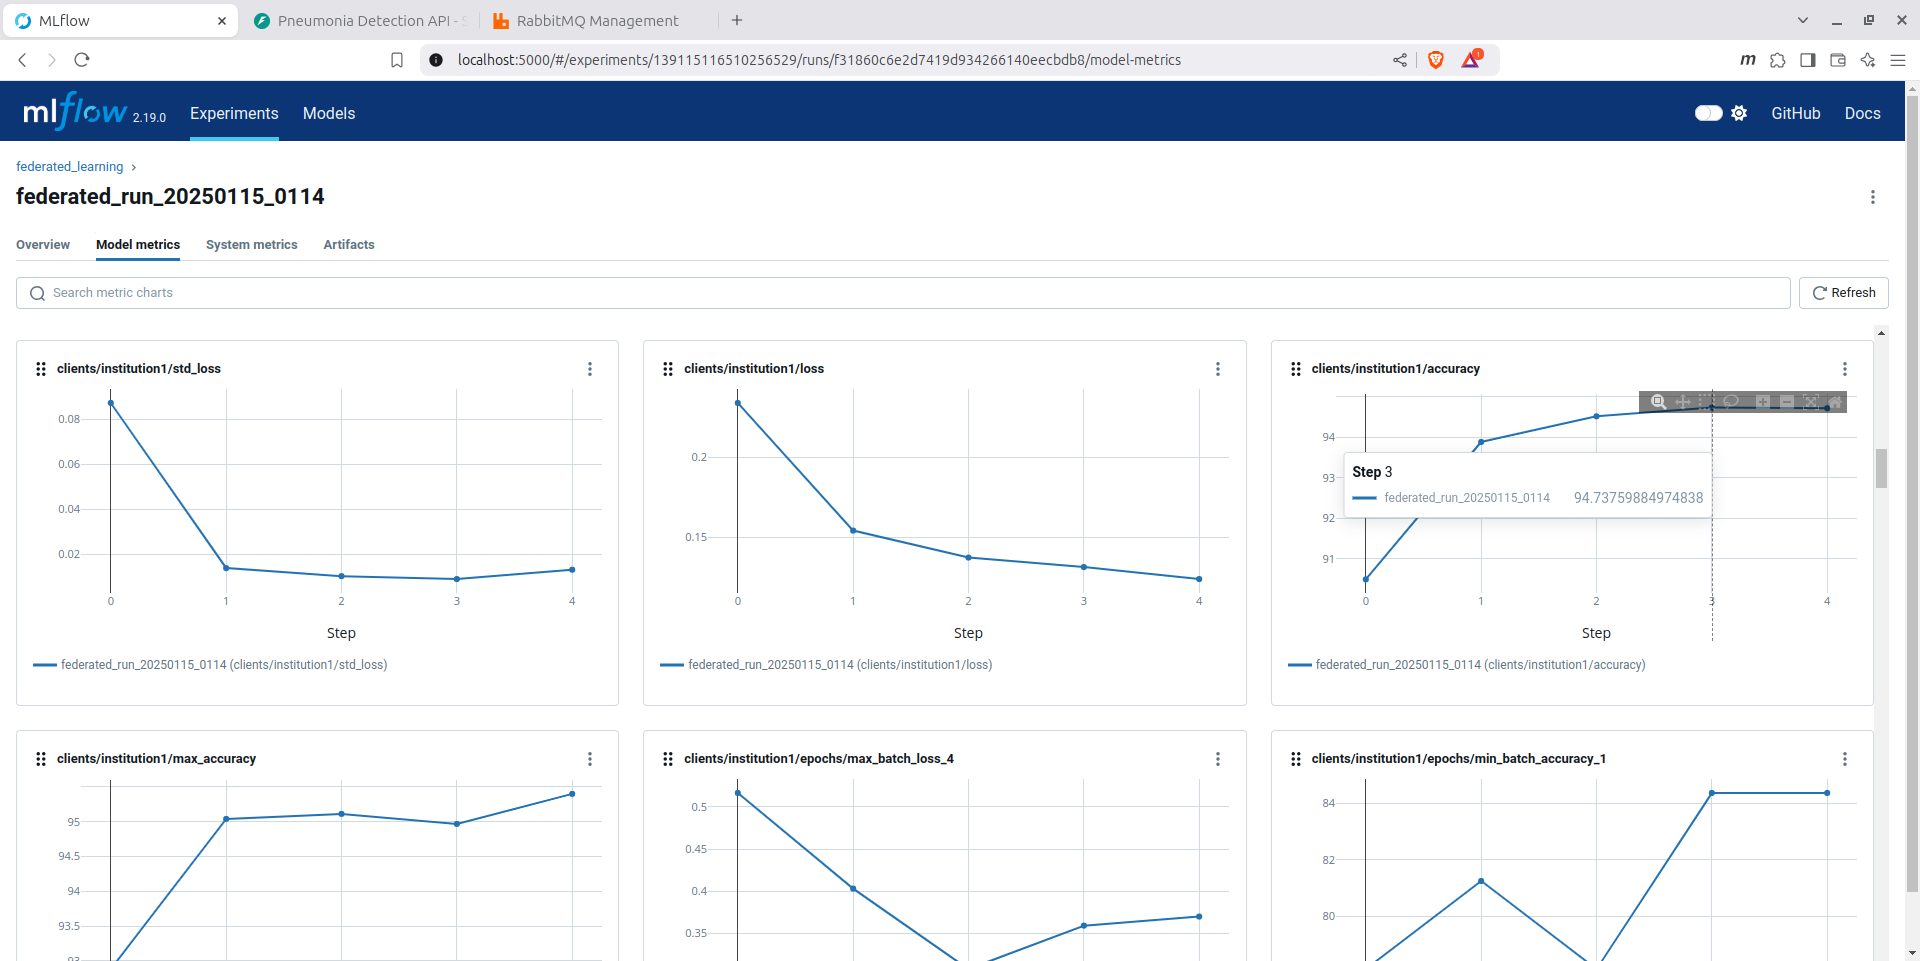 MLflow
Pneumonia Detection API -
RabbitMQ Management
localhost:5000/#/experiments/139115116510256529/runs/f31860c6e2d7419d934266140eecbdb8/model-metrics
1
mlflow 2.19.0
Experiments
Models
GitHub
Docs
federated_learning
federated_run_20250115_0114
Overview
Model metrics
System metrics
Artifacts
Search metric charts
Refresh
clients/institution1/std_loss
0.08
0.06
0.04
0.02
0 1 2 3 4
Step
federated_run_20250115_0114 (clients/institution1/std_loss)
clients/institution1/loss
0.2
0.15
0 1 2 3 4
Step
federated_run_20250115_0114 (clients/institution1/loss)
clients/institution1/accuracy
94
93
92
91
Step 3
federated_run_20250115_0114 94.73759884974838
0 1 2 3 4
Step
federated_run_20250115_0114 (clients/institution1/accuracy)
clients/institution1/max_accuracy
95
94.5
94
93.5
93
clients/institution1/epochs/max_batch_loss_4
0.5
0.45
0.4
0.35
clients/institution1/epochs/min_batch_accuracy_1
84
82
80